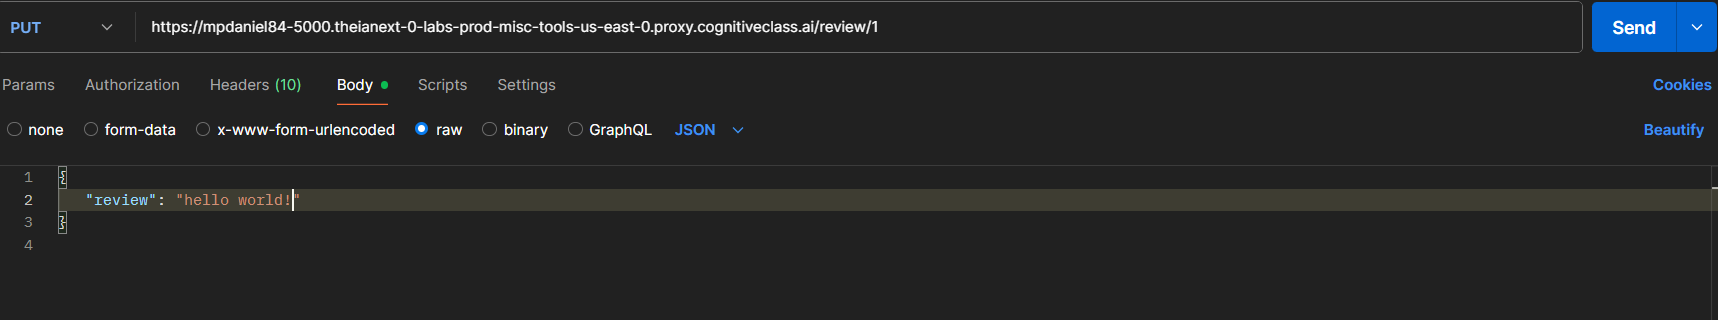 PUT https://mpdaniel84-5000.theianext-0-labs-prod-misc-tools-us-east-0.proxy.cognitiveclass.ai/review/1 Send
Params Authorization Headers (10) Body Scripts Settings Cookies
none form-data x-www-form-urlencoded raw binary GraphQL JSON Beautify
1 {
2 "review": "hello world!"
3 }
4